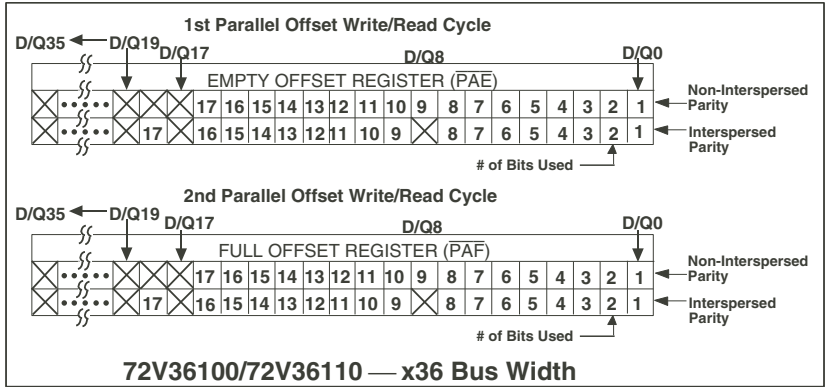 1st Parallel Offset Write/Read Cycle
D/Q35 D/Q19 D/Q17 D/Q8 D/Q0
EMPTY OFFSET REGISTER (PAE)
17 16 15 14 13 12 11 10 9 8 7 6 5 4 3 2 1 Non-Interspersed Parity
17 16 15 14 13 12 11 10 9 8 7 6 5 4 3 2 1 Interspersed Parity
# of Bits Used
2nd Parallel Offset Write/Read Cycle
D/Q35 D/Q19 D/Q17 D/Q8 D/Q0
FULL OFFSET REGISTER (PAF)
17 16 15 14 13 12 11 10 9 8 7 6 5 4 3 2 1 Non-Interspersed Parity
17 16 15 14 13 12 11 10 9 8 7 6 5 4 3 2 1 Interspersed Parity
# of Bits Used
72V36100/72V36110 — x36 Bus Width